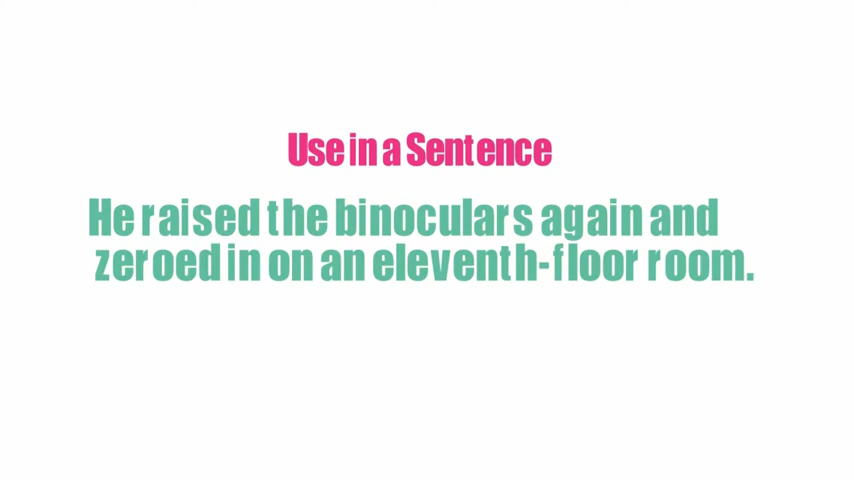 Use in a Sentence
He raised the binoculars again and
zeroed in on an eleventh-floor room.